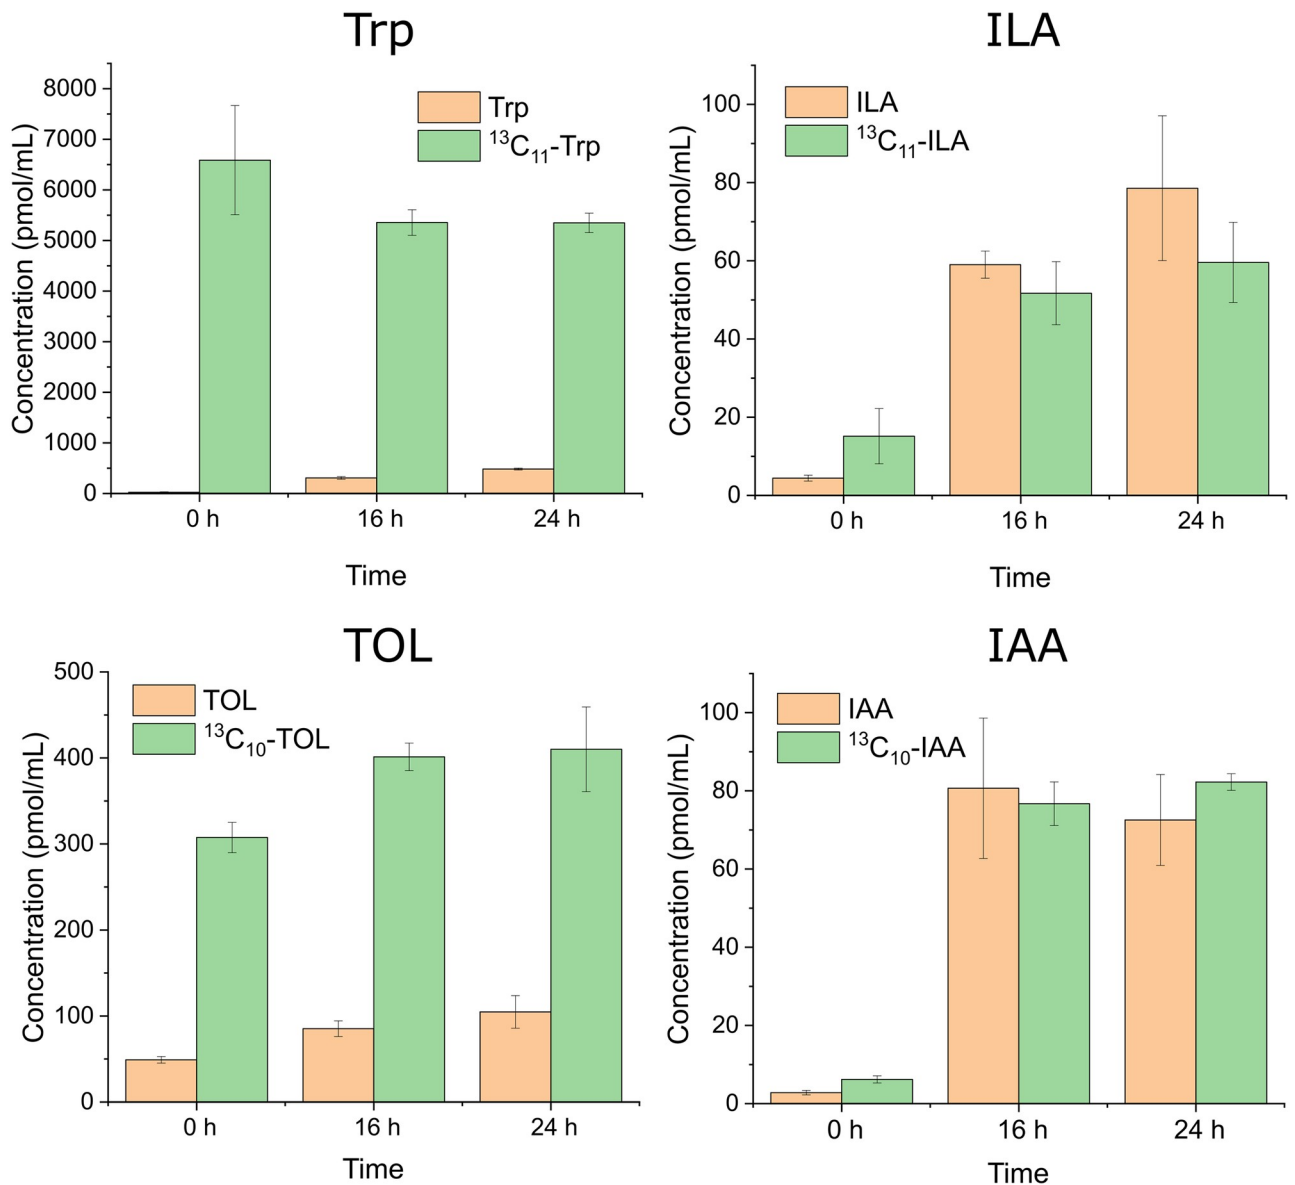 Trp
Concentration (pmol/mL)
8000
7000
6000
5000
4000
3000
2000
1000
0
Trp
¹³C₁₁-Trp
0 h
16 h
24 h
Time
ILA
Concentration (pmol/mL)
100
80
60
40
20
0
ILA
¹³C₁₁-ILA
0 h
16 h
24 h
Time
TOL
Concentration (pmol/mL)
500
400
300
200
100
0
TOL
¹³C₁₀-TOL
0 h
16 h
24 h
Time
IAA
Concentration (pmol/mL)
100
80
60
40
20
0
IAA
¹³C₁₀-IAA
0 h
16 h
24 h
Time